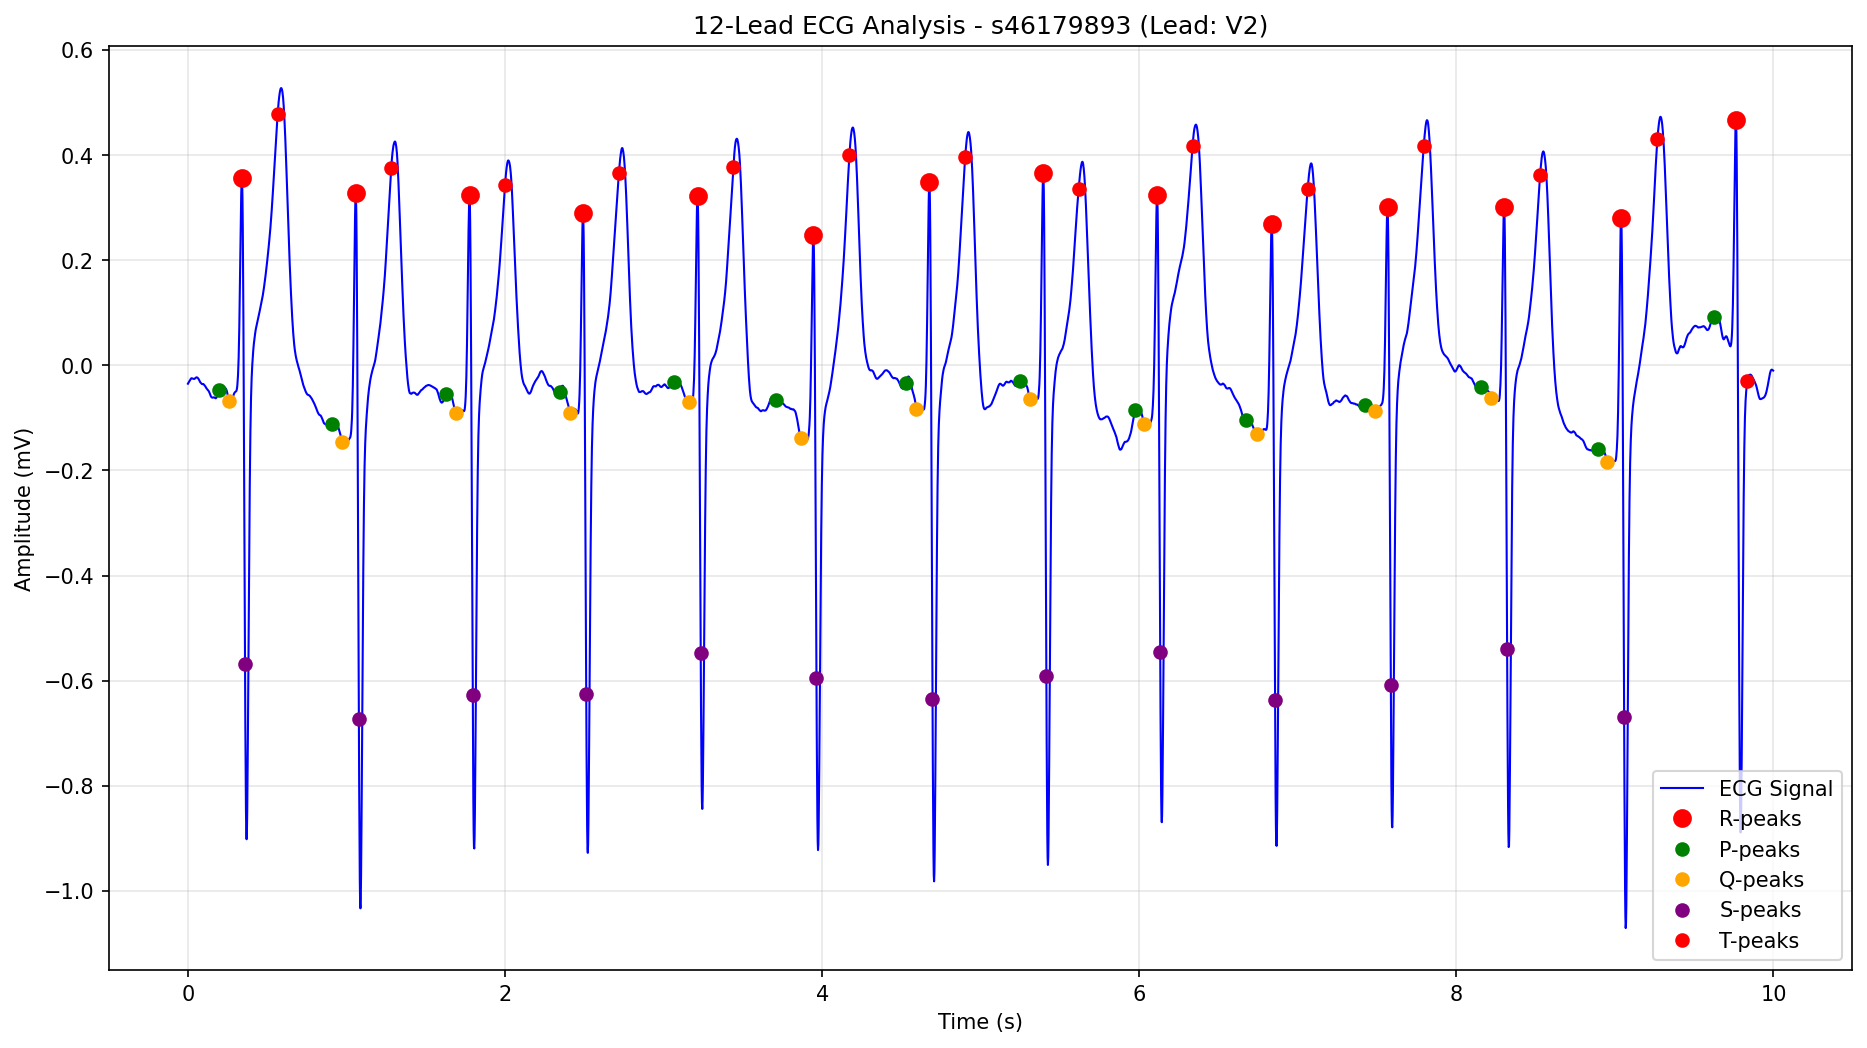 12-Lead ECG Analysis - s46179893 (Lead: V2)
Amplitude (mV)
0.6
0.4
0.2
0.0
−0.2
−0.4
−0.6
−0.8
−1.0
0 2 4 6 8 10
Time (s)
ECG Signal
R-peaks
P-peaks
Q-peaks
S-peaks
T-peaks